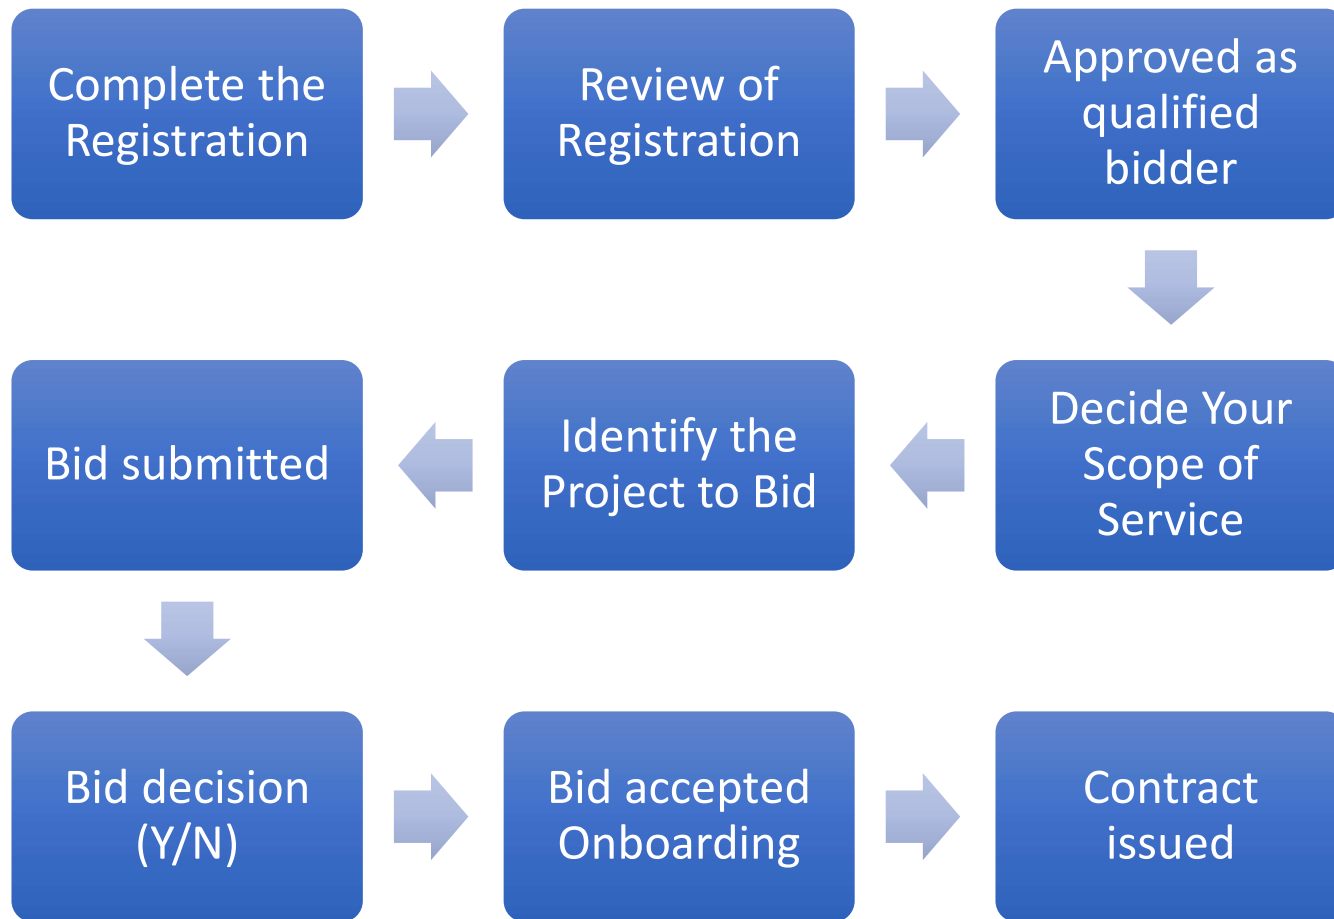 Complete the
Registration
Review of
Registration
Approved as
qualified
bidder
Decide Your
Scope of
Service
Identify the
Project to Bid
Bid submitted
Bid decision
(Y/N)
Bid accepted
Onboarding
Contract
issued